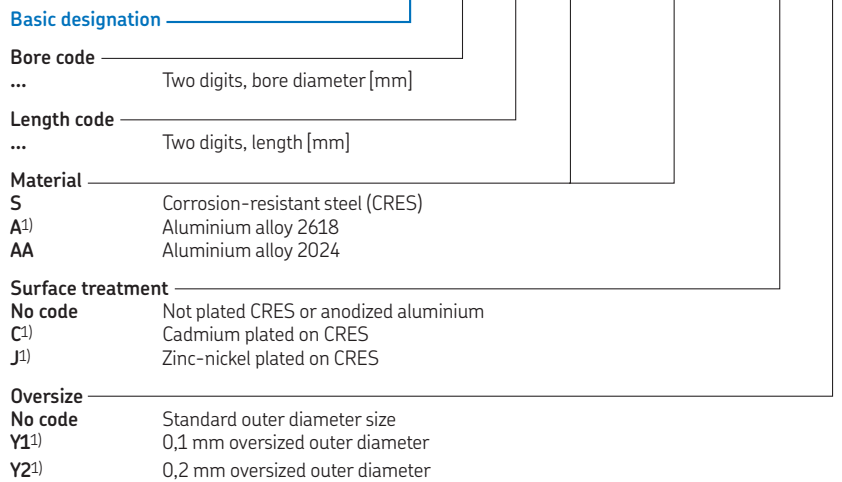 Basic designation
Bore code
... Two digits, bore diameter [mm]
Length code
... Two digits, length [mm]
Material
S Corrosion-resistant steel (CRES)
A1) Aluminium alloy 2618
AA Aluminium alloy 2024
Surface treatment
No code Not plated CRES or anodized aluminium
C1) Cadmium plated on CRES
J1) Zinc-nickel plated on CRES
Oversize
No code Standard outer diameter size
Y11) 0,1 mm oversized outer diameter
Y21) 0,2 mm oversized outer diameter